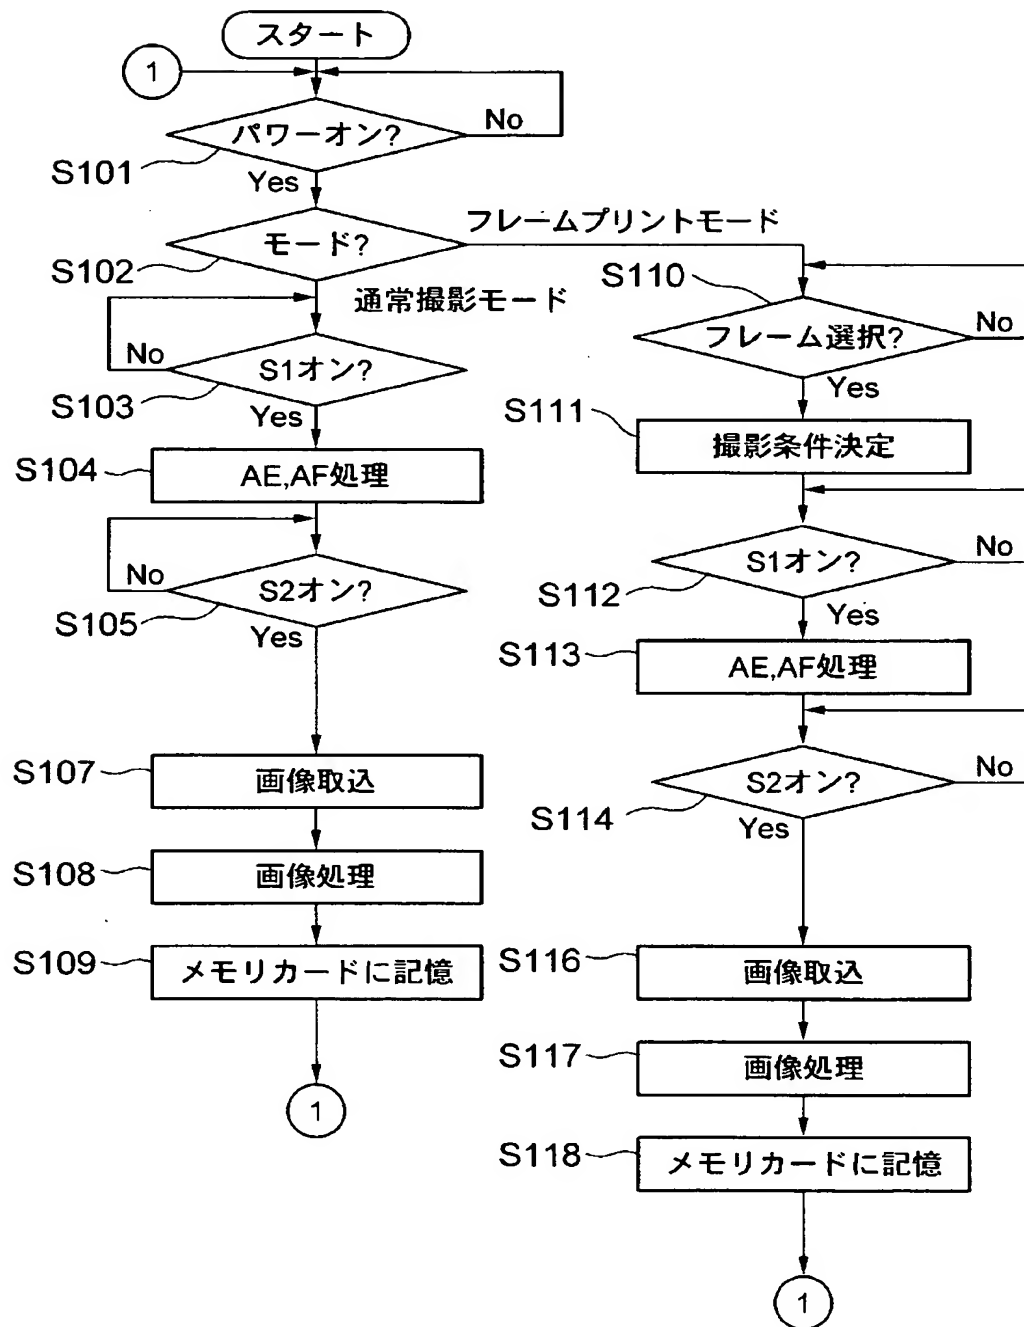 スタート
1
パワーオン?
No
S101
Yes
モード?
フレームプリントモード
S102
通常撮影モード
No
S1オン?
S103
Yes
S104
AE,AF処理
No
S2オン?
S105
Yes
S107
画像取込
S108
画像処理
S109
メモリカードに記憶
1
S110
フレーム選択?
No
Yes
S111
撮影条件決定
S1オン?
No
S112
Yes
S113
AE,AF処理
S2オン?
No
S114
Yes
S116
画像取込
S117
画像処理
S118
メモリカードに記憶
1